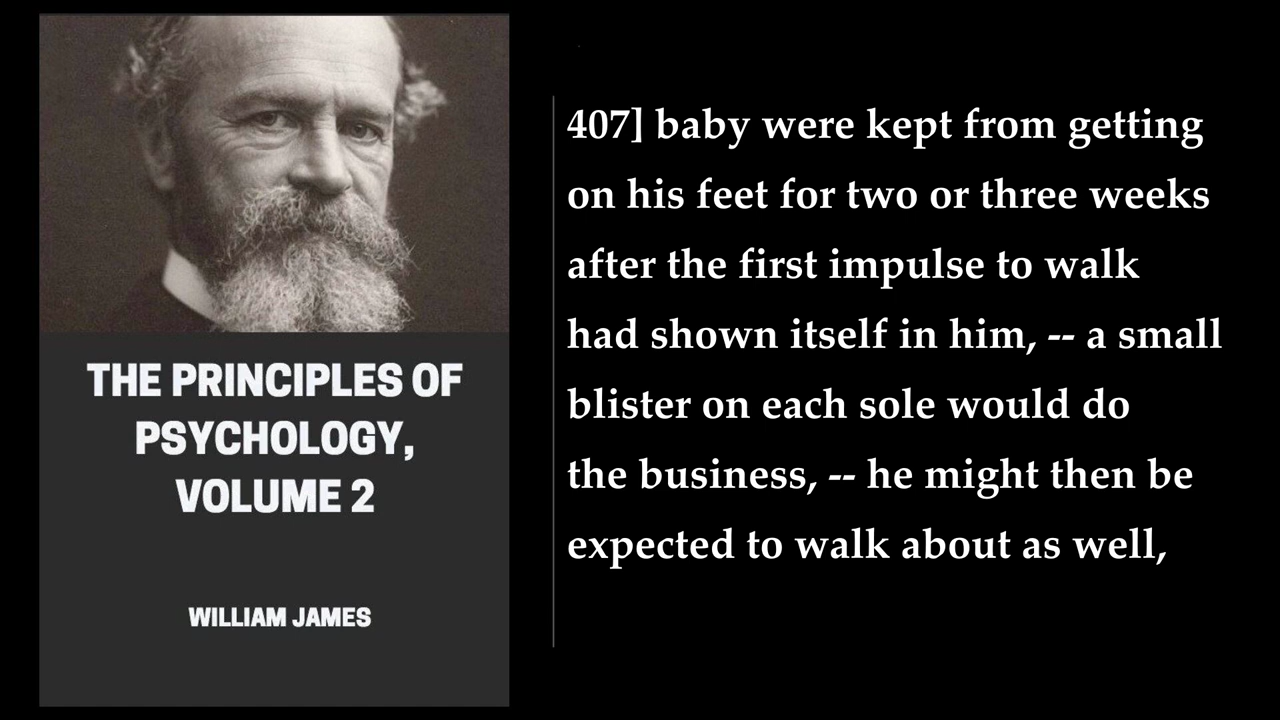 THE PRINCIPLES OF
PSYCHOLOGY,
VOLUME 2
WILLIAM JAMES
407] baby were kept from getting
on his feet for two or three weeks
after the first impulse to walk
had shown itself in him, -- a small
blister on each sole would do
the business, -- he might then be
expected to walk about as well,